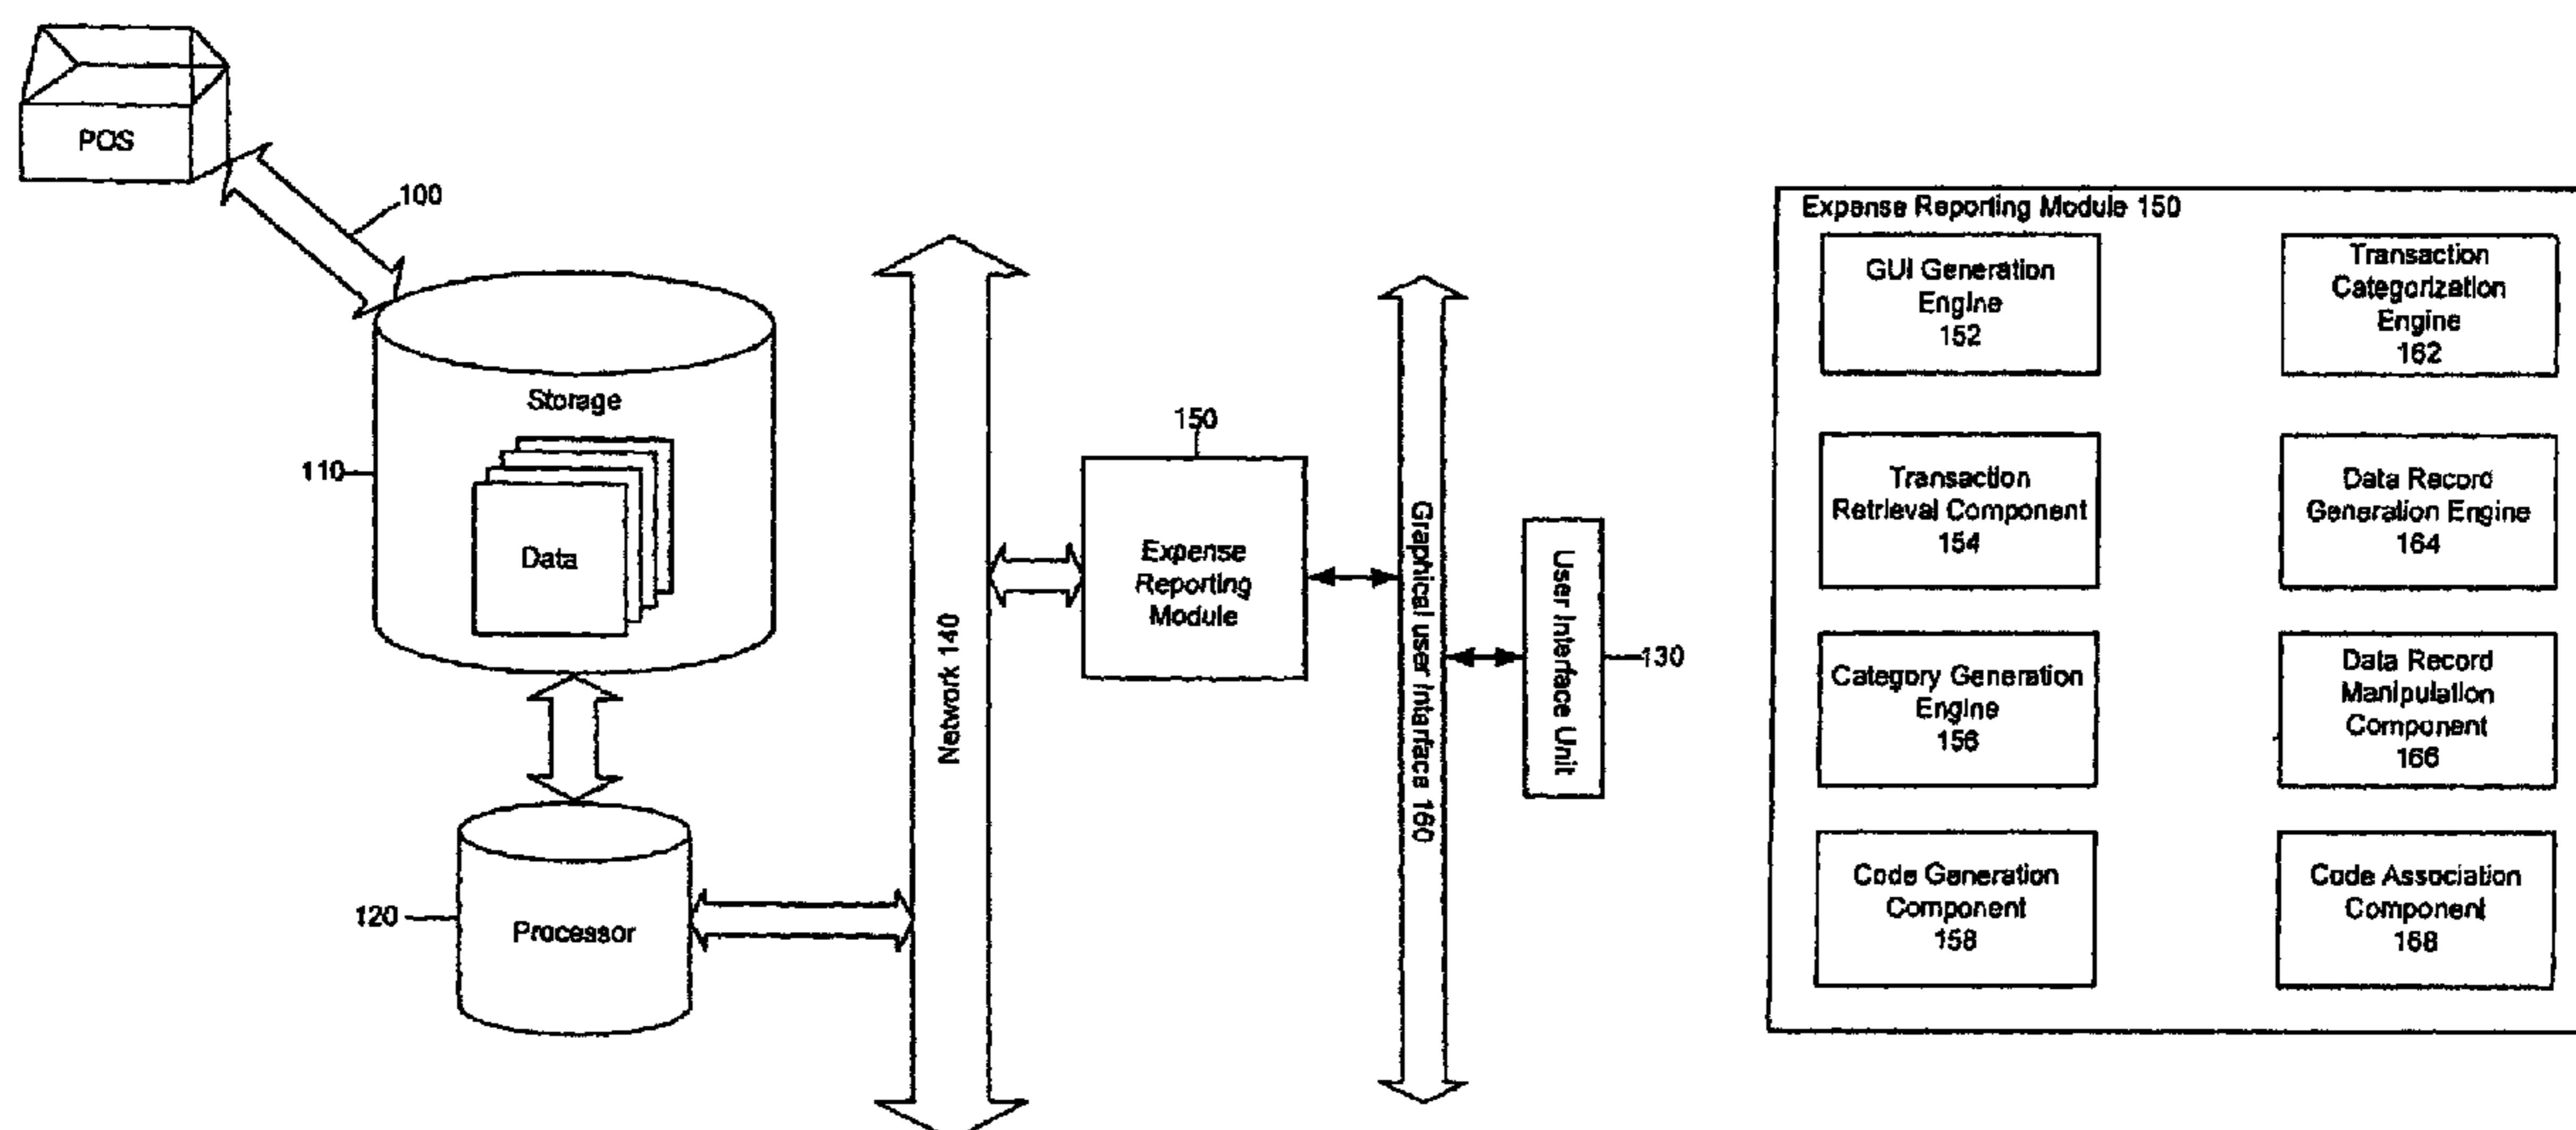 POS
100
Storage
110
Data
120
Processor
Network 140
150
Expense
Reporting
Module
Graphical user interface 160
User Interface Unit
130
Expense Reporting Module 150
GUI Generation
Engine
152
Transaction
Categorization
Engine
162
Transaction
Retrieval Component
154
Data Record
Generation Engine
164
Category Generation
Engine
156
Data Record
Manipulation
Component
166
Code Generation
Component
158
Code Association
Component
168